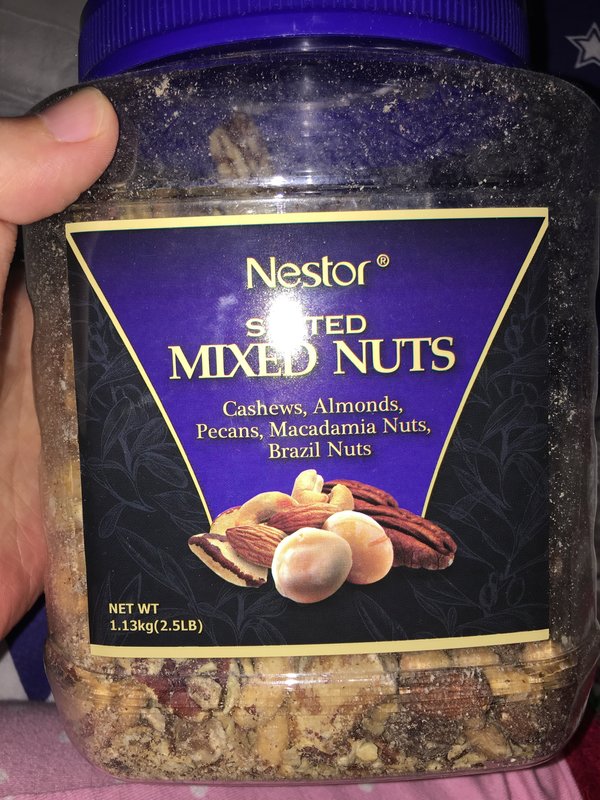 Nestor®
MIXED NUTS
Cashews, Almonds,
Pecans, Macadamia Nuts,
Brazil Nuts
NET WT
1.13kg(2.5LB)